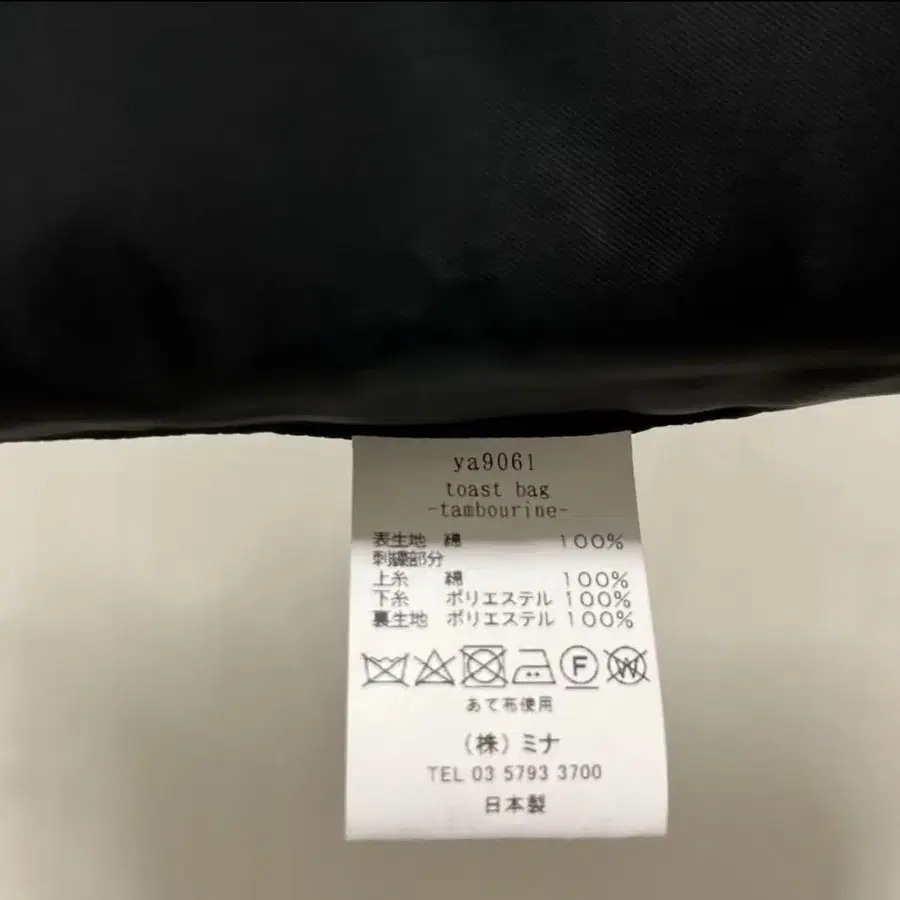 ya9061
toast bag
-tambourine-
表生地 綿 100%
刺繍部分
上糸 綿 100%
下糸 ポリエステル 100%
裏生地 ポリエステル 100%
F W
あて布使用
(株)ミナ
TEL 03 5793 3700
日本製